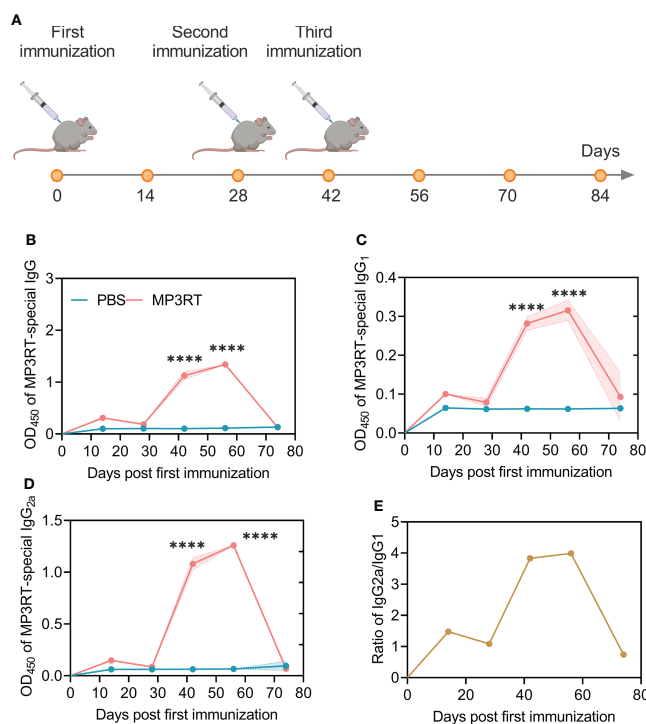 A
First immunization
Second immunization
Third immunization
Days
0 14 28 42 56 70 84
B
OD450 of MP3RT-special IgG
3
2
1
0
PBS MP3RT
**** ****
0 10 20 30 40 50 60 70 80
Days post first immunization
C
OD450 of MP3RT-special IgG1
0.4
0.3
0.2
0.1
0.0
**** ****
0 10 20 30 40 50 60 70 80
Days post first immunization
D
OD450 of MP3RT-special IgG2a
1.5
1.0
0.5
0.0
**** ****
0 10 20 30 40 50 60 70 80
Days post first immunization
E
Ratio of IgG2a/IgG1
5
4
3
2
1
0
0 10 20 30 40 50 60 70 80
Days post first immunization